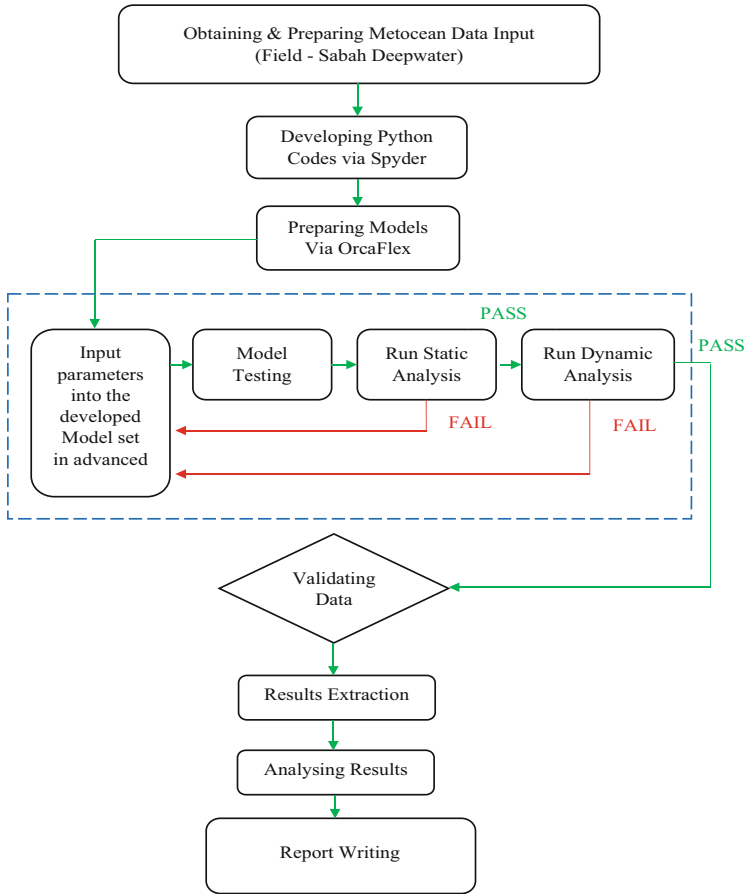 Obtaining & Preparing Metocean Data Input
(Field - Sabah Deepwater)
Developing Python
Codes via Spyder
Preparing Models
Via OrcaFlex
Input
parameters
into the
developed
Model set
in advanced
Model
Testing
Run Static
Analysis
PASS
FAIL
Run Dynamic
Analysis
PASS
FAIL
Validating
Data
Results Extraction
Analysing Results
Report Writing